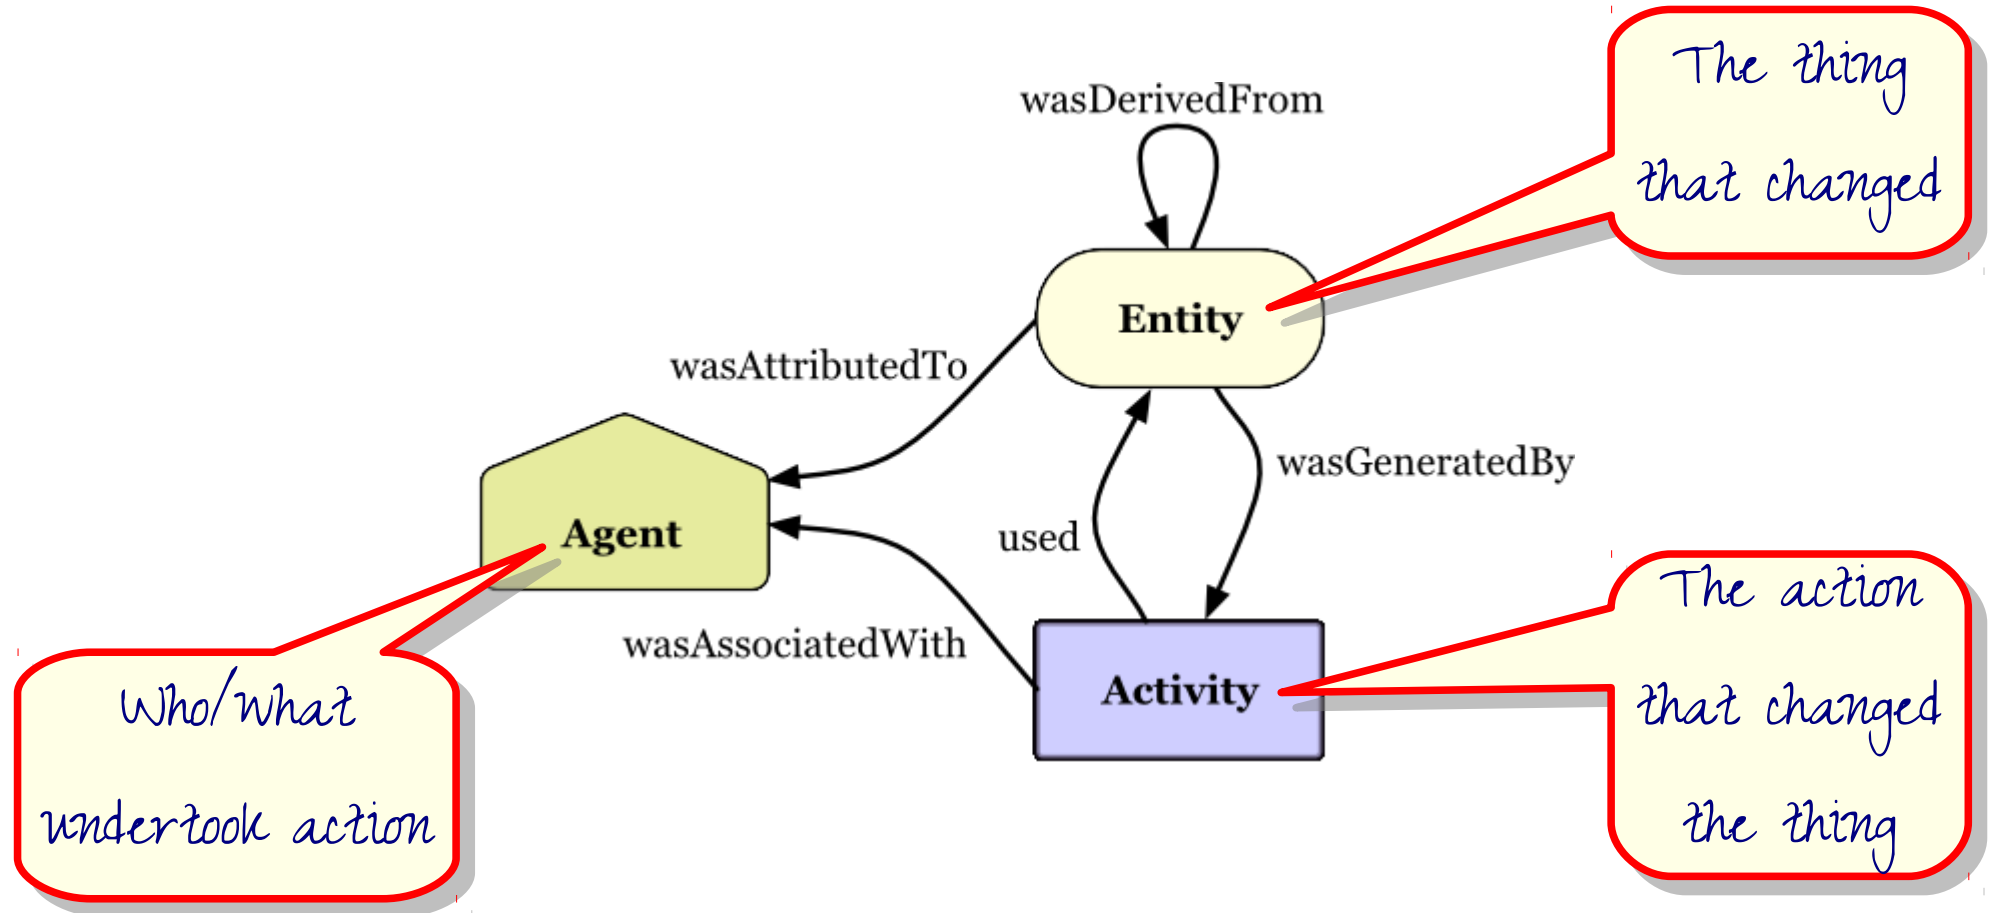 The thing
that changed
wasDerivedFrom
Entity
wasAttributedTo
wasGeneratedBy
used
Agent
wasAssociatedWith
Activity
The action
that changed
the thing
Who/What
undertook action